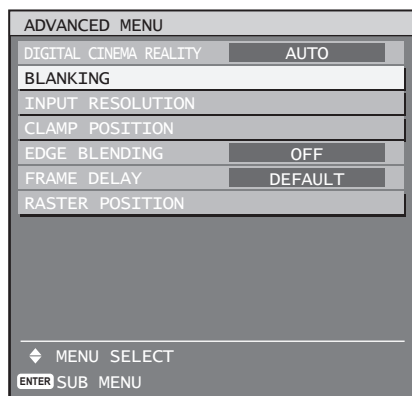 ADVANCED MENU
DIGITAL CINEMA REALITY AUTO
BLANKING
INPUT RESOLUTION
CLAMP POSITION
EDGE BLENDING OFF
FRAME DELAY DEFAULT
RASTER POSITION
MENU SELECT
ENTER SUB MENU